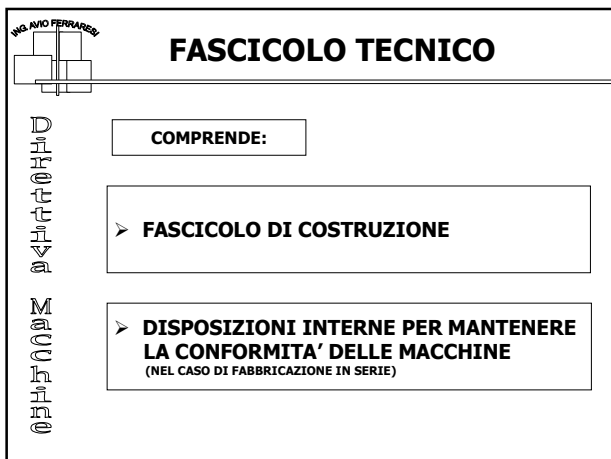 ING. AVIO FERRARESI
FASCICOLO TECNICO
Direttiva Macchine
COMPRENDE:
➢ FASCICOLO DI COSTRUZIONE
➢ DISPOSIZIONI INTERNE PER MANTENERE
LA CONFORMITA’ DELLE MACCHINE
(NEL CASO DI FABBRICAZIONE IN SERIE)